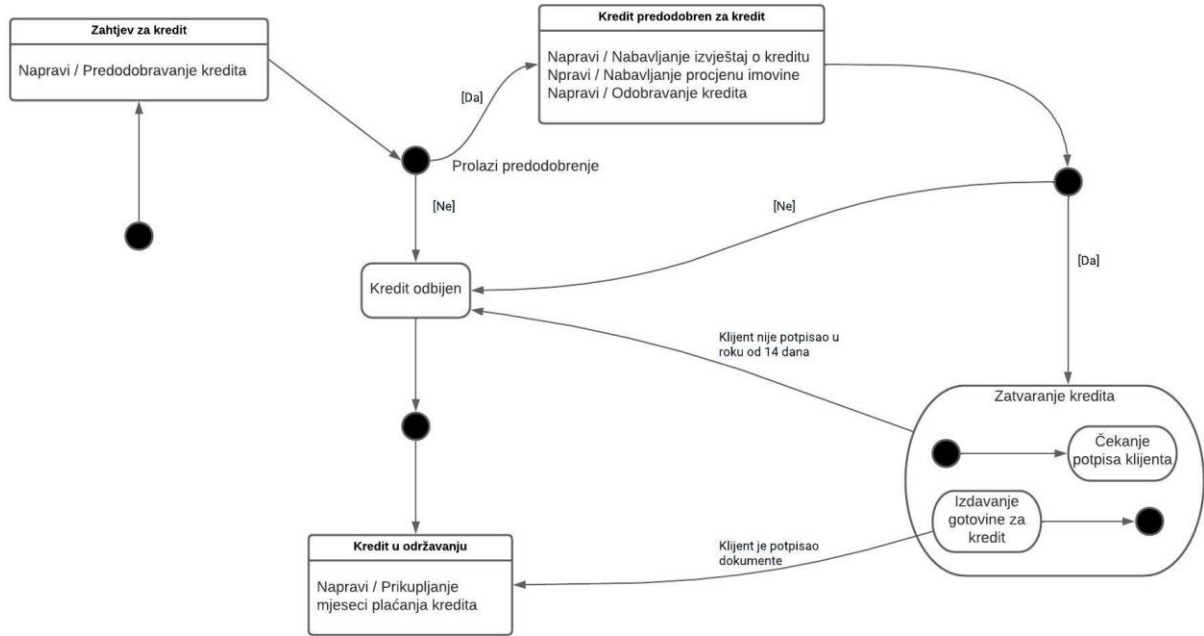 Zahtjev za kredit
Napravi / Predodobravanje kredita
Kredit predodobren za kredit
Napravi / Nabavljanje izvještaj o kreditu
Npravi / Nabavljanje procjenu imovine
Napravi / Odobravanje kredita
[Da]
Prolazi predodobrenje
[Ne]
[Ne]
[Da]
Kredit odbijen
Klijent nije potpisao u
roku od 14 dana
Zatvaranje kredita
Čekanje
potpisa klijenta
Izdavanje
gotovine za
kredit
Klijent je potpisao
dokumente
Kredit u održavanju
Napravi / Prikupljanje
mjeseci plaćanja kredita